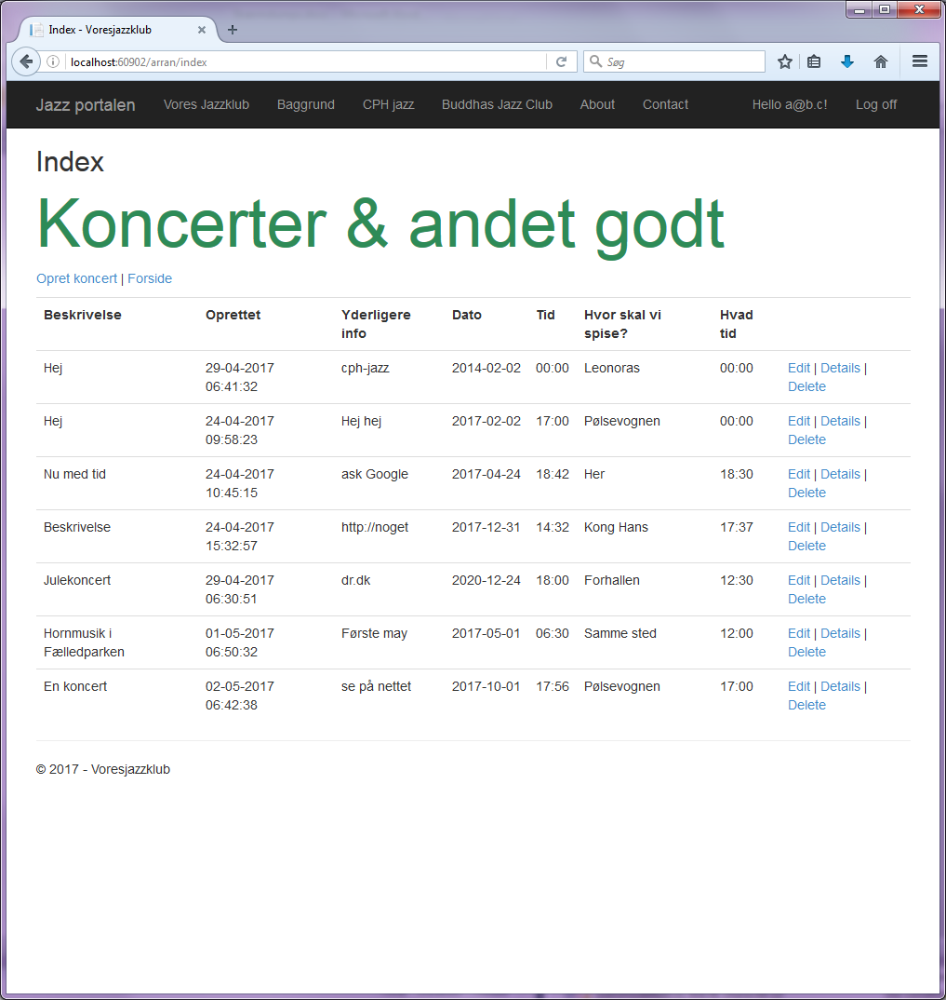 Index - Voresjazzklub
localhost:60902/arran/index
Søg
Jazz portalen Vores Jazzklub Baggrund CPH jazz Buddhas Jazz Club About Contact Hello a@b.c! Log off
Index
Koncerter & andet godt
Opret koncert | Forside
Beskrivelse Oprettet Yderligere info Dato Tid Hvor skal vi spise? Hvad tid
Hej 29-04-2017 06:41:32 cph-jazz 2014-02-02 00:00 Leonoras 00:00 Edit | Details | Delete
Hej 24-04-2017 09:58:23 Hej hej 2017-02-02 17:00 Pølsevognen 00:00 Edit | Details | Delete
Nu med tid 24-04-2017 10:45:15 ask Google 2017-04-24 18:42 Her 18:30 Edit | Details | Delete
Beskrivelse 24-04-2017 15:32:57 http://noget 2017-12-31 14:32 Kong Hans 17:37 Edit | Details | Delete
Julekoncert 29-04-2017 06:30:51 dr.dk 2020-12-24 18:00 Forhallen 12:30 Edit | Details | Delete
Hornmusik i Fælledparken 01-05-2017 06:50:32 Første may 2017-05-01 06:30 Samme sted 12:00 Edit | Details | Delete
En koncert 02-05-2017 06:42:38 se på nettet 2017-10-01 17:56 Pølsevognen 17:00 Edit | Details | Delete
© 2017 - Voresjazzklub